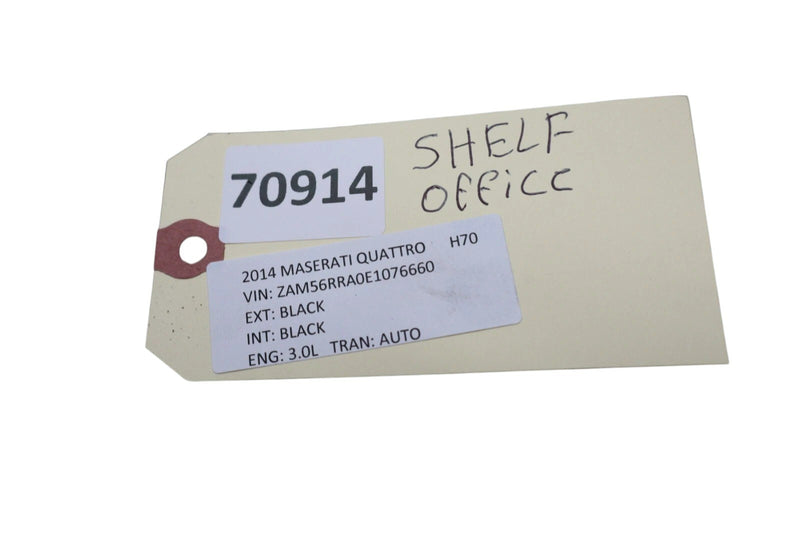 70914
SHELF
OFFICE
2014 MASERATI QUATTRO H70
VIN: ZAM56RRA0E1076660
EXT: BLACK
INT: BLACK
ENG: 3.0L TRAN: AUTO